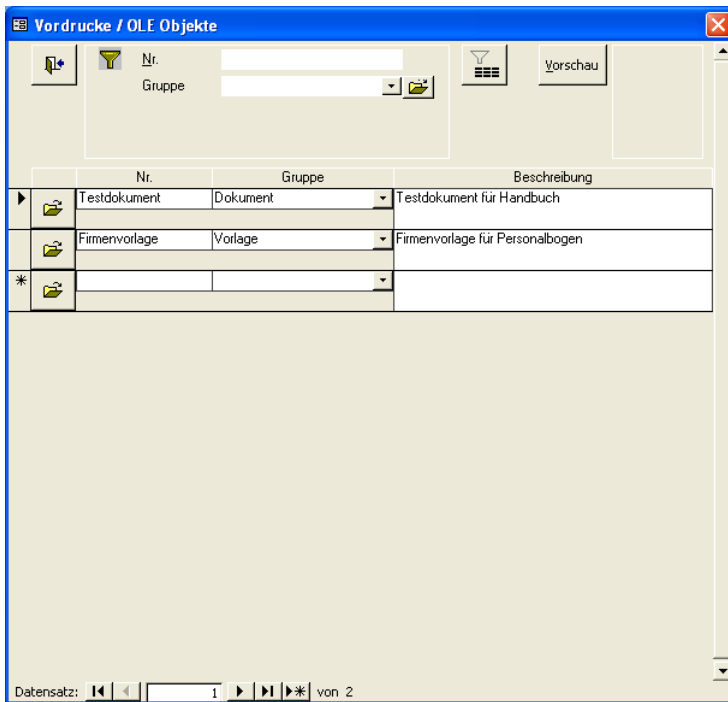 Vordrucke / OLE Objekte
Nr.
Gruppe
Vorschau
Nr. Gruppe Beschreibung
Testdokument Dokument Testdokument für Handbuch
Firmenvorlage Vorlage Firmenvorlage für Personalbogen
Datensatz: 1 von 2